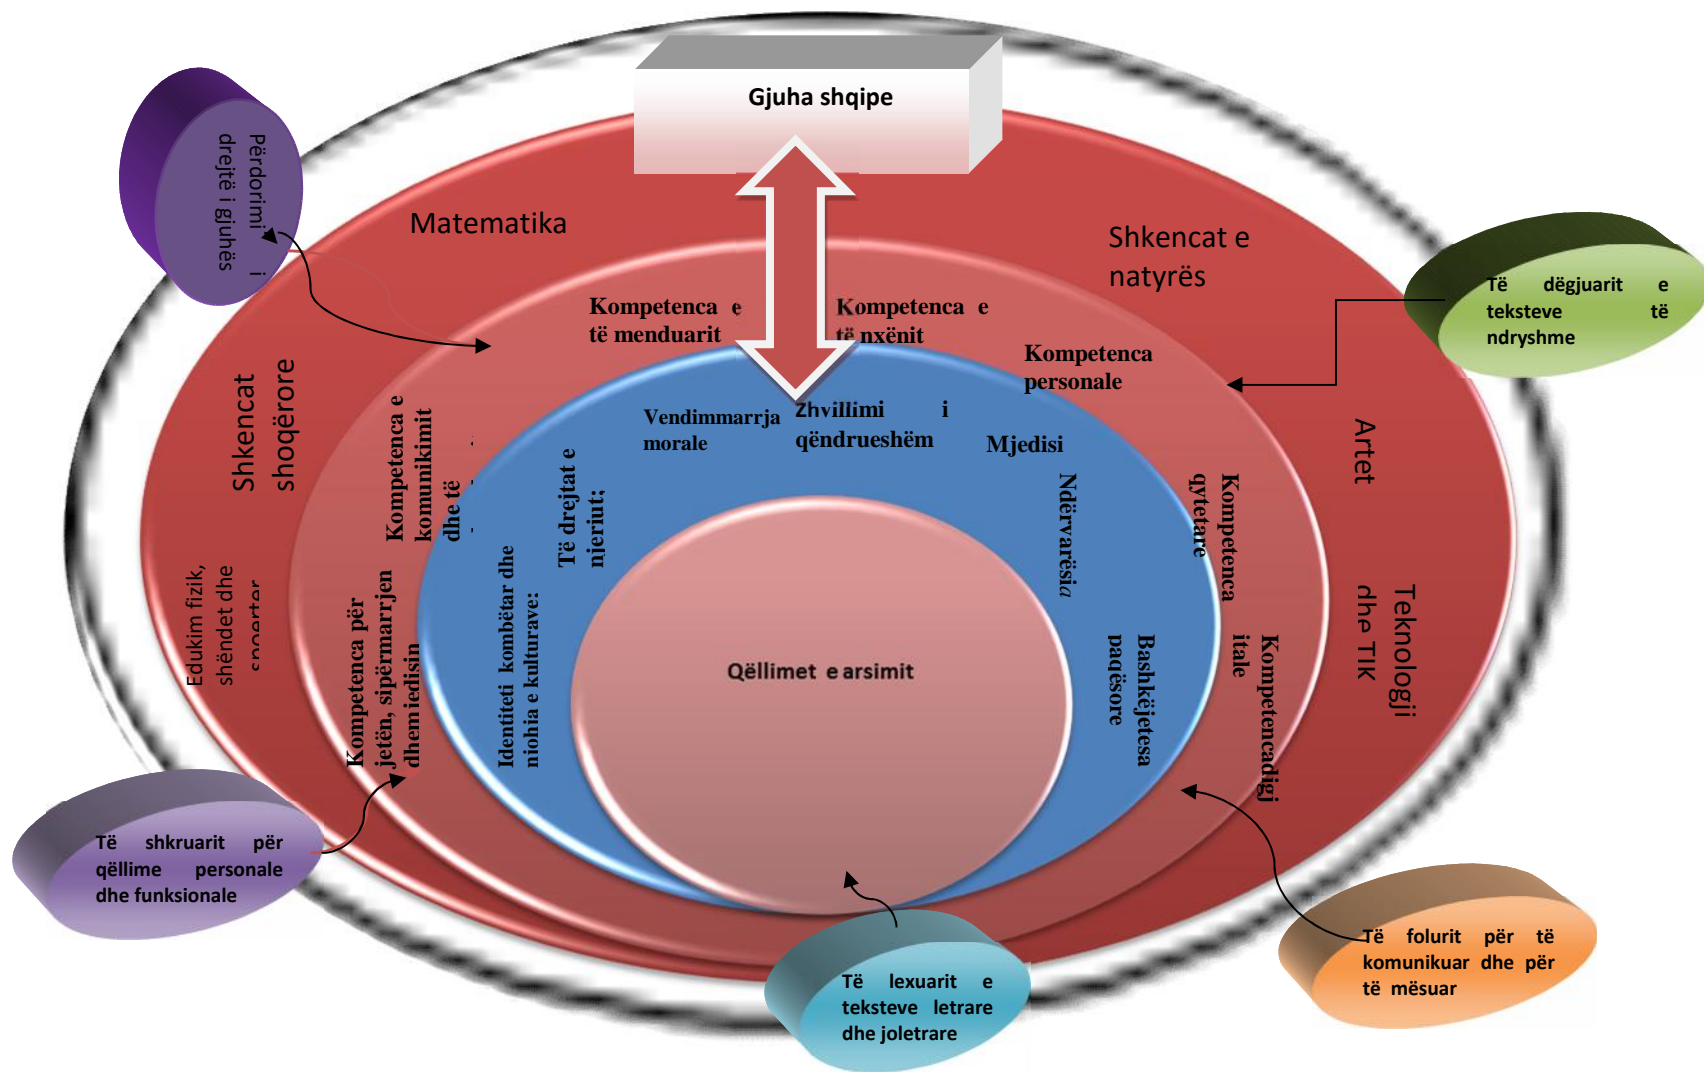 Gjuha shqipe
Përdorimi i
drejtë i gjuhës
Matematika
Shkencat e
natyrës
Të dëgjuarit e
teksteve të
ndryshme
Kompetenca e
të menduarit
Kompetenca e
të nxënit
Kompetenca
personale
Shkencat
shoqërore
Kompetenca e
komunikimit
dhe të
Vendimmarrja
morale
Zhvillimi i
qëndrueshëm
Mjedisi
Artet
Të drejtat e
njeriut;
Ndërvarësia
Kompetenca
qytetare
Edukim fizik,
shëndet dhe
Kompetenca për
jetën, sipërmarrjen
dhemjedisin
Identiteti kombëtar dhe
njohja e kulturave:
Qëllimet e arsimit
Bashkëjetesa
paqësore
Kompetencadigj
itale
Teknologji
dhe TIK
Të shkruarit për
qëllime personale
dhe funksionale
Të lexuarit e
teksteve letrare
dhe joletrare
Të folurit për të
komunikuar dhe për
të mësuar